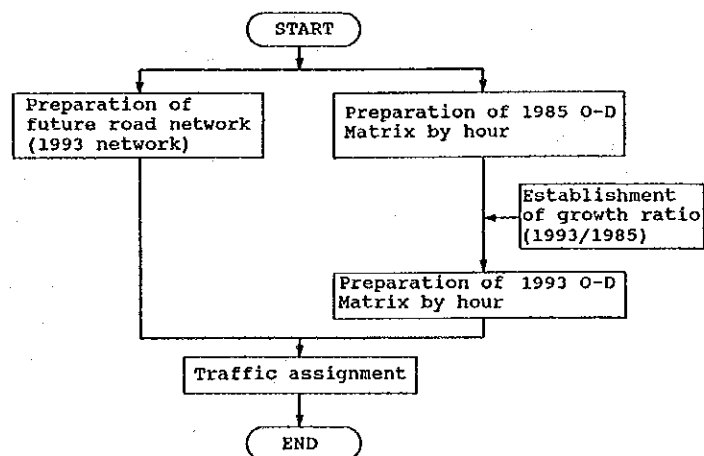 START
Preparation of
future road network
(1993 network)
Preparation of 1985 O-D
Matrix by hour
Establishment
of growth ratio
(1993/1985)
Preparation of 1993 O-D
Matrix by hour
Traffic assignment
END